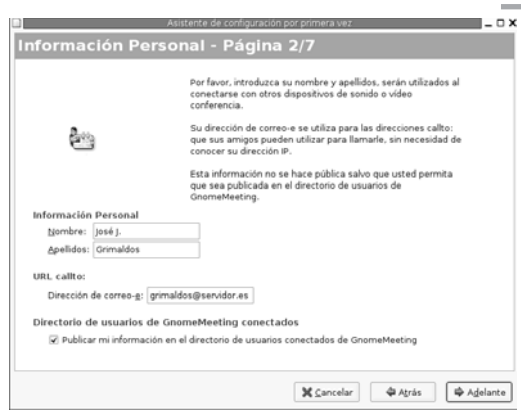 Asistente de configuración por primera vez
Información Personal - Página 2/7
Por favor, introduzca su nombre y apellidos, serán utilizados al
conectarse con otros dispositivos de sonido o vídeo
conferencia.
Su dirección de correo-e se utiliza para las direcciones callto:
que sus amigos pueden utilizar para llamarle, sin necesidad de
conocer su dirección IP.
Esta información no se hace pública salvo que usted permita
que sea publicada en el directorio de usuarios de
GnomeMeeting.
Información Personal
Nombre: José J.
Apellidos: Grimaldos
URL callto:
Dirección de correo-e: grimaldos@servidor.es
Directorio de usuarios de GnomeMeeting conectados
Publicar mi información en el directorio de usuarios conectados de GnomeMeeting
Cancelar Atrás Adelante